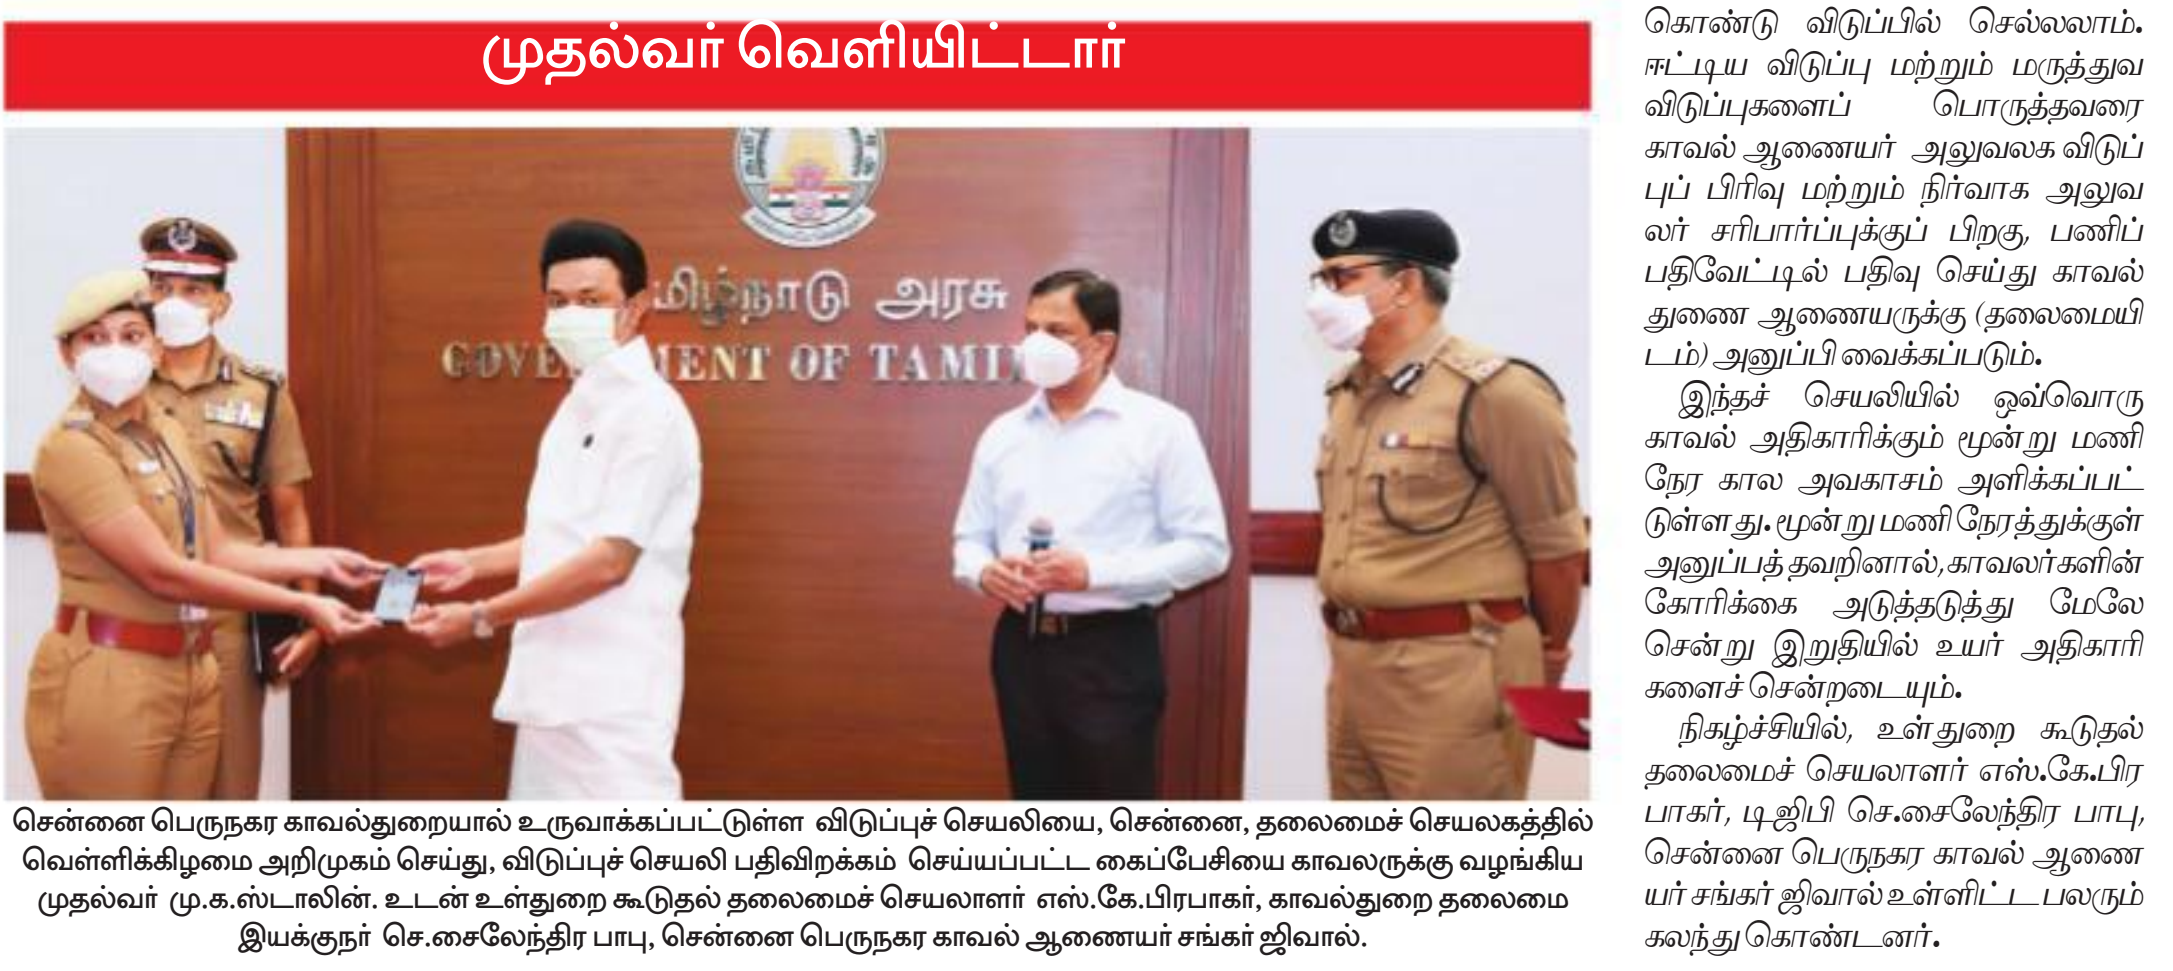 முதல்வர் வெளியிட்டார்
மிழ்நாடு அரசு
GOVE MENT OF TAMI
சென்னை பெருநகர காவல்துறையால் உருவாக்கப்பட்டுள்ள விடுப்புச் செயலியை, சென்னை, தலைமைச் செயலகத்தில்
வெள்ளிக்கிழமை அறிமுகம் செய்து, விடுப்புச் செயலி பதிவிறக்கம் செய்யப்பட்ட கைப்பேசியை காவலருக்கு வழங்கிய
முதல்வர் மு.க.ஸ்டாலின். உடன் உள்துறை கூடுதல் தலைமைச் செயலாளர் எஸ்.கே.பிரபாகர், காவல்துறை தலைமை
இயக்குநர் செ.சைலேந்திர பாபு, சென்னை பெருநகர காவல் ஆணையர் சங்கர் ஜிவால்.
கொண்டு விடுப்பில் செல்லலாம்.
ஈட்டிய விடுப்பு மற்றும் மருத்துவ
விடுப்புகளைப் பொருத்தவரை
காவல் ஆணையர் அலுவலக விடுப்
புப் பிரிவு மற்றும் நிர்வாக அலுவ
லர் சரிபார்ப்புக்குப் பிறகு, பணிப்
பதிவேட்டில் பதிவு செய்து காவல்
துணை ஆணையருக்கு (தலைமையி
டம்) அனுப்பி வைக்கப்படும்.
இந்தச் செயலியில் ஒவ்வொரு
காவல் அதிகாரிக்கும் மூன்று மணி
நேர கால அவகாசம் அளிக்கப்பட்
டுள்ளது. மூன்று மணி நேரத்துக்குள்
அனுப்பத் தவறினால், காவலர்களின்
கோரிக்கை அடுத்தடுத்து மேலே
சென்று இறுதியில் உயர் அதிகாரி
களைச் சென்றடையும்.
நிகழ்ச்சியில், உள்துறை கூடுதல்
தலைமைச் செயலாளர் எஸ்.கே.பிர
பாகர், டிஜிபி செ.சைலேந்திர பாபு,
சென்னை பெருநகர காவல் ஆணை
யர் சங்கர் ஜிவால் உள்ளிட்ட பலரும்
கலந்து கொண்டனர்.